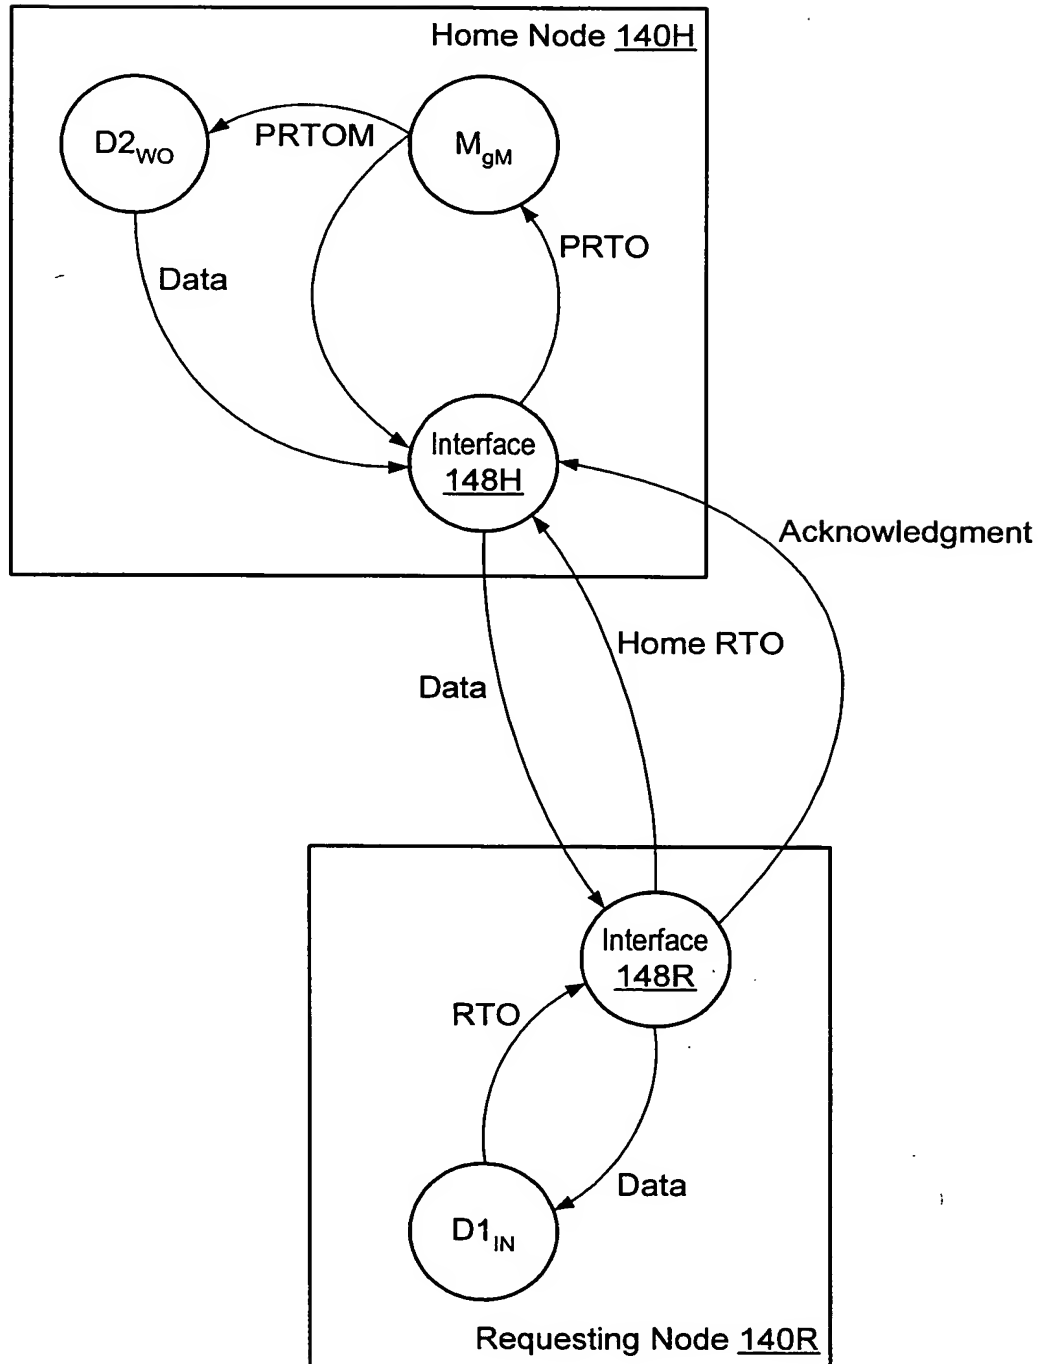 Home Node 140H
D2WO
PRTOM
MgM
PRTO
Data
Interface
148H
Acknowledgment
Home RTO
Data
Interface
148R
RTO
Data
D1IN
Requesting Node 140R